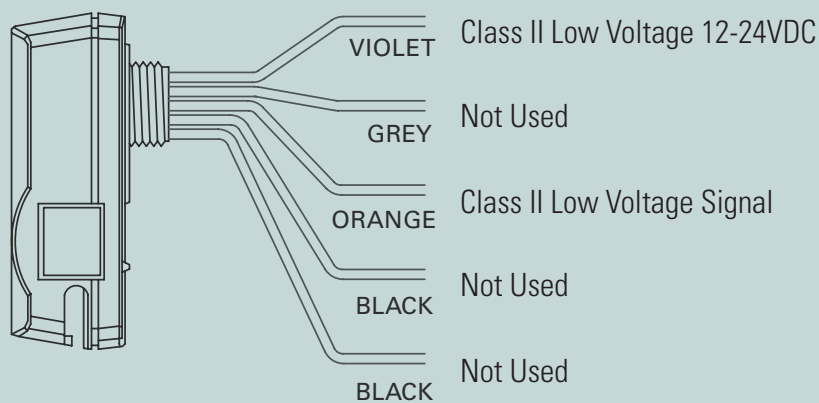 VIOLET Class II Low Voltage 12-24VDC
GREY Not Used
ORANGE Class II Low Voltage Signal
BLACK Not Used
BLACK Not Used